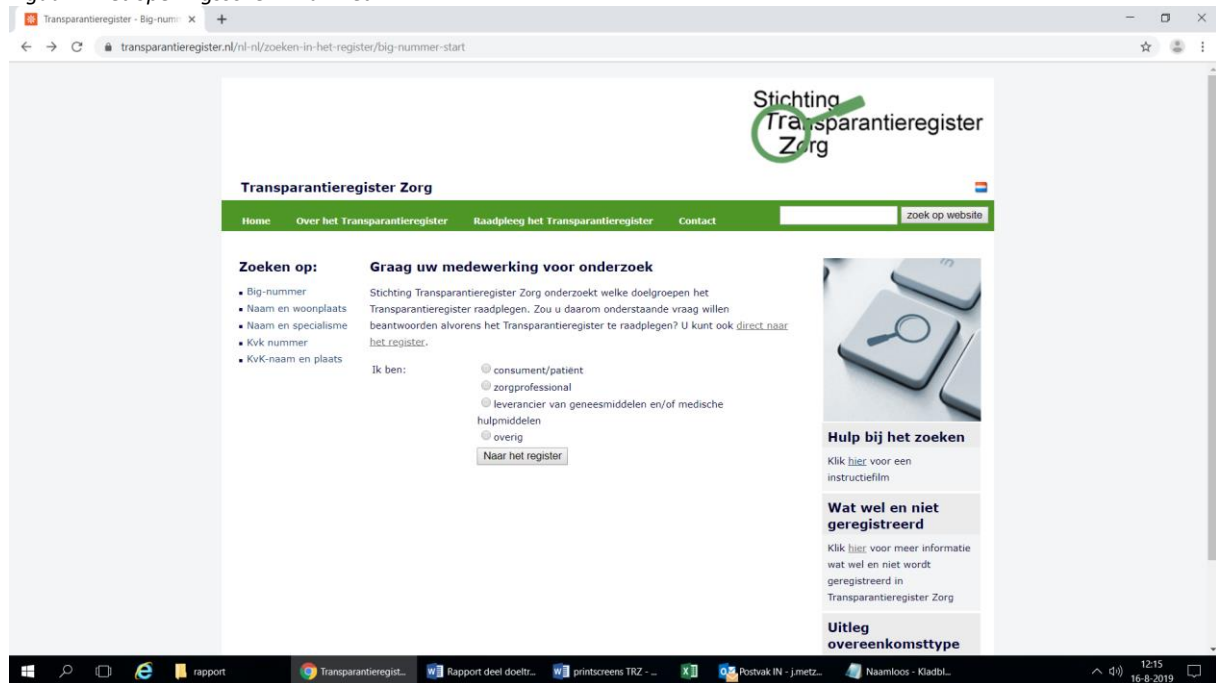 Transparantieregister - Big-numm
transparantieregister.nl/nl-nl/zoeken-in-het-register/big-nummer-start
Stichting
Transparantieregister
Zorg
Transparantieregister Zorg
Home Over het Transparantieregister Raadpleeg het Transparantieregister Contact zoek op website
Zoeken op:
Big-nummer
Naam en woonplaats
Naam en specialisme
Kvk nummer
KvK-naam en plaats
Graag uw medewerking voor onderzoek
Stichting Transparantieregister Zorg onderzoekt welke doelgroepen het
Transparantieregister raadplegen. Zou u daarom onderstaande vraag willen
beantwoorden alvorens het Transparantieregister te raadplegen? U kunt ook direct naar
het register.
Ik ben:
consument/patiënt
zorgprofessional
leverancier van geneesmiddelen en/of medische
hulpmiddelen
overig
Naar het register
Hulp bij het zoeken
Klik hier voor een
instructiefilm
Wat wel en niet
geregistreerd
Klik hier voor meer informatie
wat wel en niet wordt
geregistreerd in
Transparantieregister Zorg
Uitleg
overeenkomsttype
rapport Transparantieregist... Rapport deel doeltr... printscreens TRZ - ... Postvak IN - j.metz... Naamloos - Kladbl...
12:15
16-8-2019